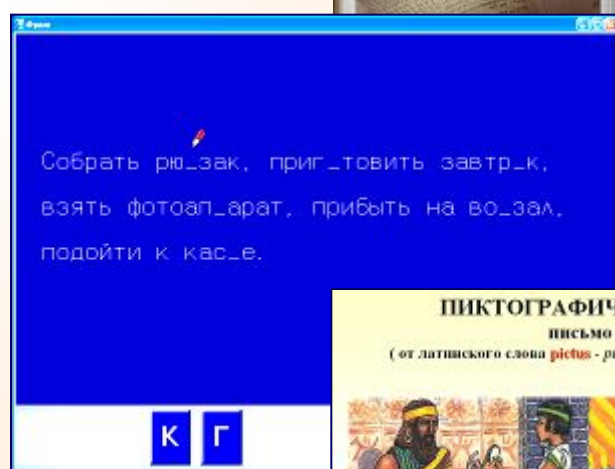 Собрать рю_зак, приг_товить завтр_к,
взять фотоап_арат, прибыть на во_зал,
подойти к кас_е.
К Г
ПИКТОГРАФИЧ
письмо
( от латинского слова pictus - р